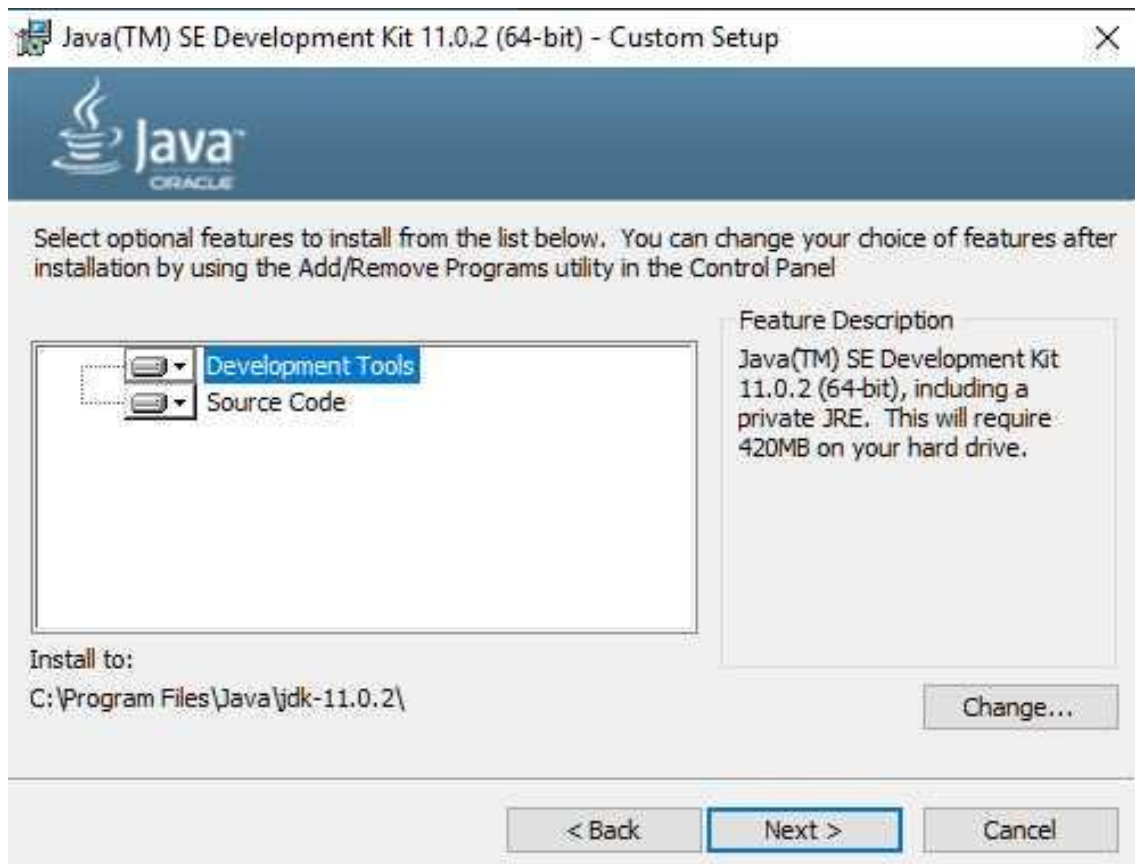 Java(TM) SE Development Kit 11.0.2 (64-bit) - Custom Setup
Java™
ORACLE
Select optional features to install from the list below. You can change your choice of features after
installation by using the Add/Remove Programs utility in the Control Panel
Development Tools
Source Code
Feature Description
Java(TM) SE Development Kit
11.0.2 (64-bit), including a
private JRE. This will require
420MB on your hard drive.
Install to:
C:\Program Files\Java\jdk-11.0.2\
Change...
< Back
Next >
Cancel